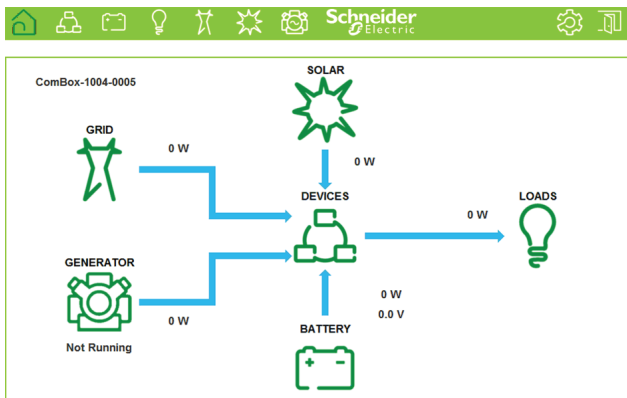 Schneider
Electric
ComBox-1004-0005
SOLAR
GRID
0 W
0 W
DEVICES
LOADS
0 W
GENERATOR
0 W
0.0 V
0 W
BATTERY
Not Running
+ -